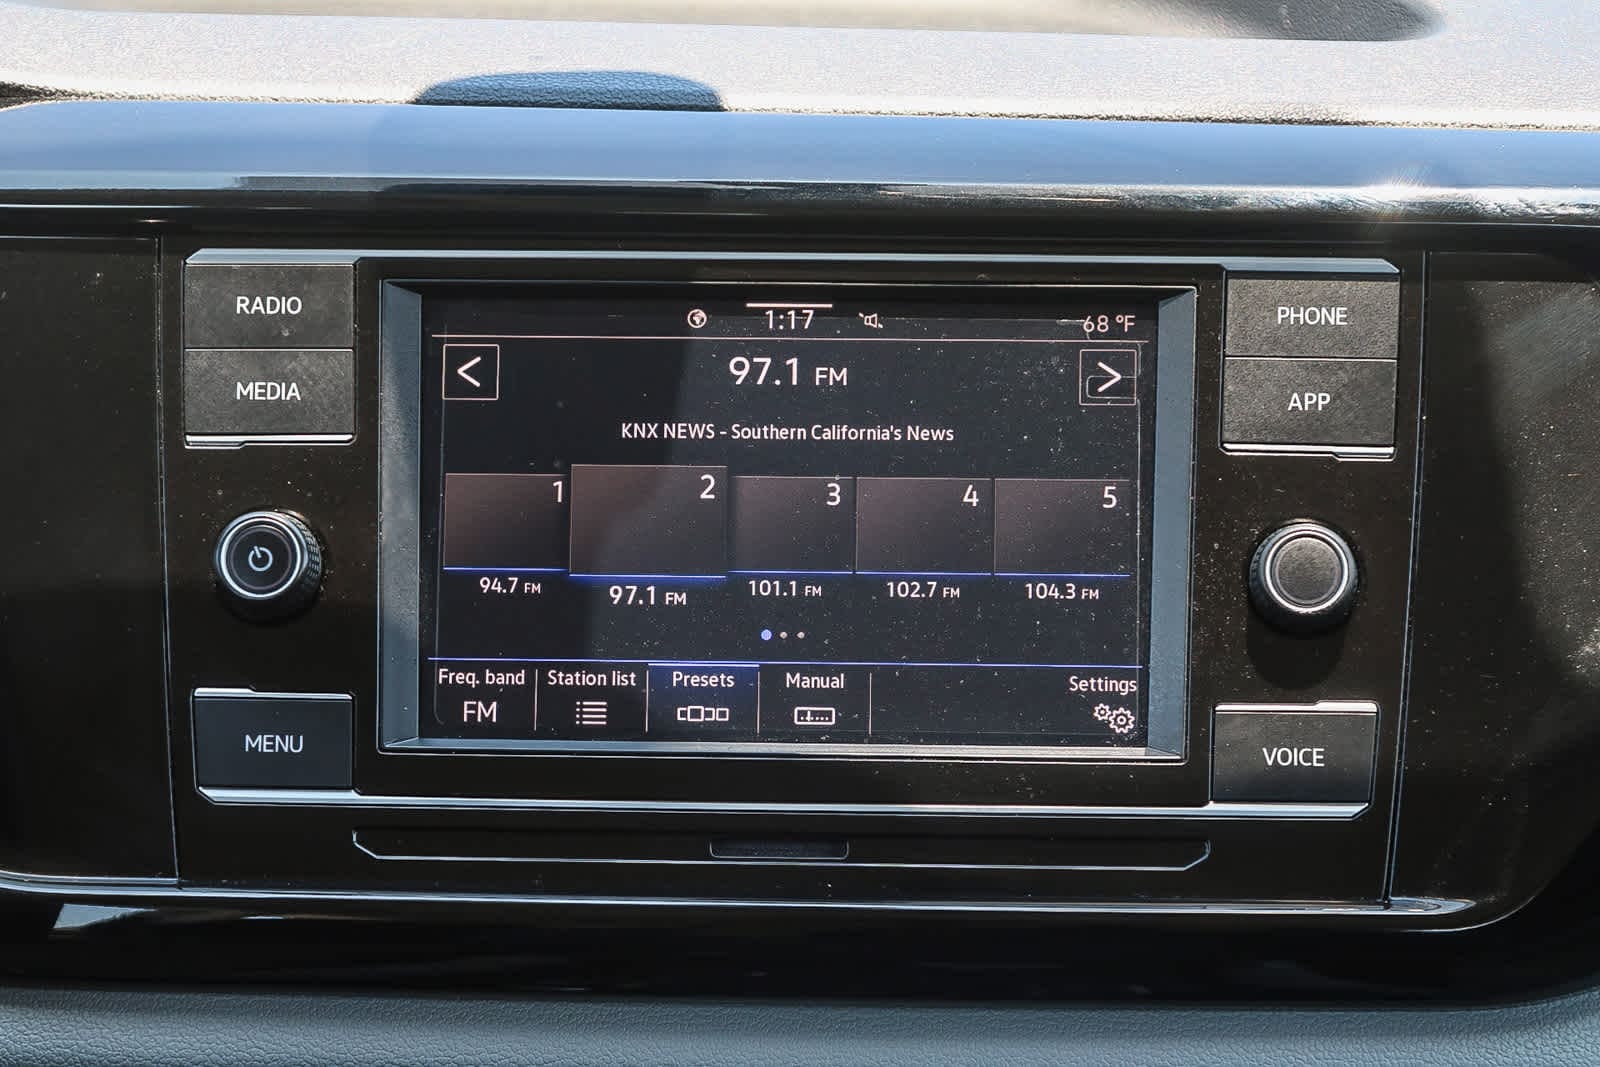 RADIO
MEDIA
MENU
1:17
68 °F
<
97.1 FM
>
KNX NEWS - Southern California's News
1
2
3
4
5
94.7 FM
97.1 FM
101.1 FM
102.7 FM
104.3 FM
Freq. band
FM
Station list
Presets
Manual
Settings
PHONE
APP
VOICE